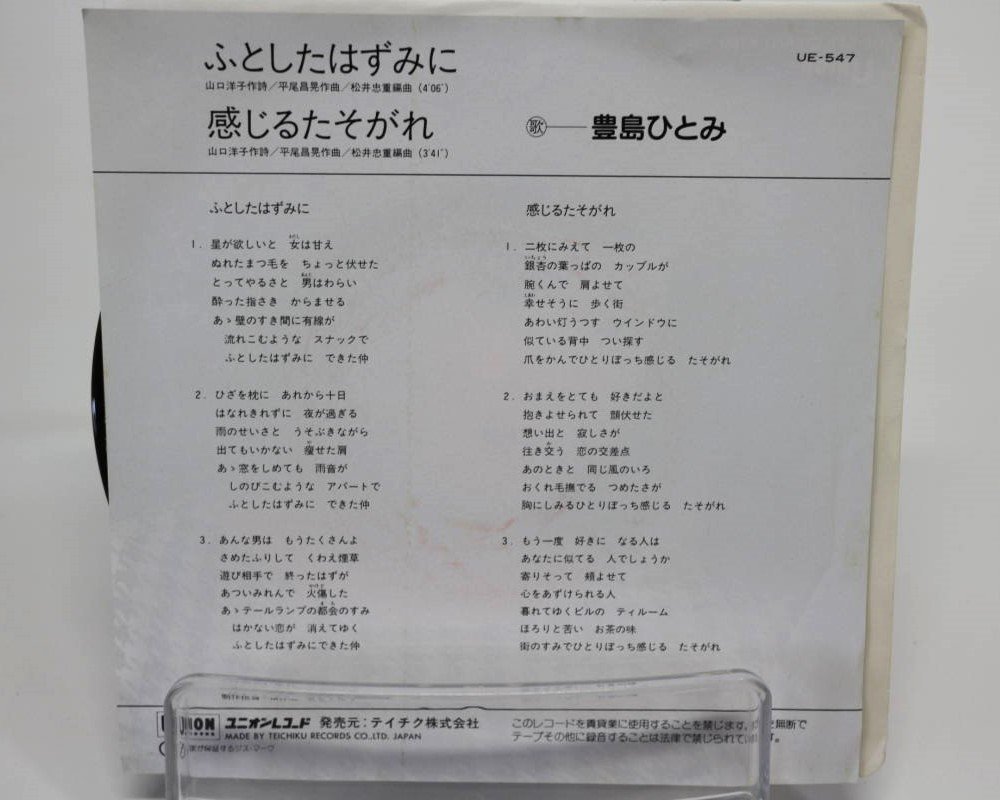 ふとしたはずみに
山口洋子作詩／平尾昌晃作曲／松井忠重編曲 (4'06")
UE-547
感じるたそがれ
山口洋子作詩／平尾昌晃作曲／松井忠重編曲 (3'41")
歌――豊島ひとみ
ふとしたはずみに
1. 星が欲しいと　女は甘え
ぬれたまつ毛を　ちょっと伏せた
とってやるさと　男はわらい
酔った指さき　からませる
あゝ壁のすき間に有線が
流れこむような　スナックで
ふとしたはずみに　できた仲
2. ひざを枕に　あれから十日
はなれきれずに　夜が過ぎる
雨のせいさと　うそぶきながら
出てもいかない　瘦せた肩
あゝ窓をしめても　雨音が
しのびこむような　アパートで
ふとしたはずみに　できた仲
3. あんな男は　もうたくさんよ
さめたふりして　くわえ煙草
遊び相手で　終ったはずが
あついみれんで　火傷した
あゝテールランプの都会のすみ
はかない恋が　消えてゆく
ふとしたはずみにできた仲
感じるたそがれ
1. 二枚にみえて　一枚の
銀杏の葉っぱの　カップルが
腕くんで　肩よせて
幸せそうに　歩く街
あわい灯うつす　ウインドウに
似ている背中　つい探す
爪をかんでひとりぽっち感じる　たそがれ
2. おまえをとても　好きだよと
抱きよせられて　顔伏せた
想い出と　寂しさが
往き交う　恋の交差点
あのときと　同じ風のいろ
おくれ毛撫でる　つめたさが
胸にしみるひとりぽっち感じる　たそがれ
3. もう一度　好きに　なる人は
あなたに似てる　人でしょうか
寄りそって　頬よせて
心をあずけられる人
暮れてゆくビルの　ティルーム
ほろりと苦い　お茶の味
街のすみでひとりぽっち感じる　たそがれ
ユニオンレコード 発売元：テイチク株式会社
MADE BY TEICHIKU RECORDS CO.,LTD. JAPAN
このレコードを賃貸業に使用することを禁じます。無断で
テープその他に録音することは法律で禁じられています。